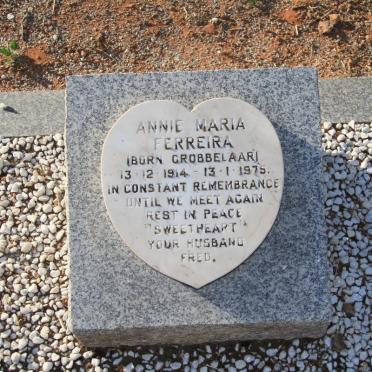 ANNIE MARIA
FERREIRA
(BORN GROBBELAAR)
13·12·1914 - 13·1·1975.
IN CONSTANT REMEMBRANCE
UNTIL WE MEET AGAIN
REST IN PEACE
"SWEETHEART"
YOUR HUSBAND
FRED.